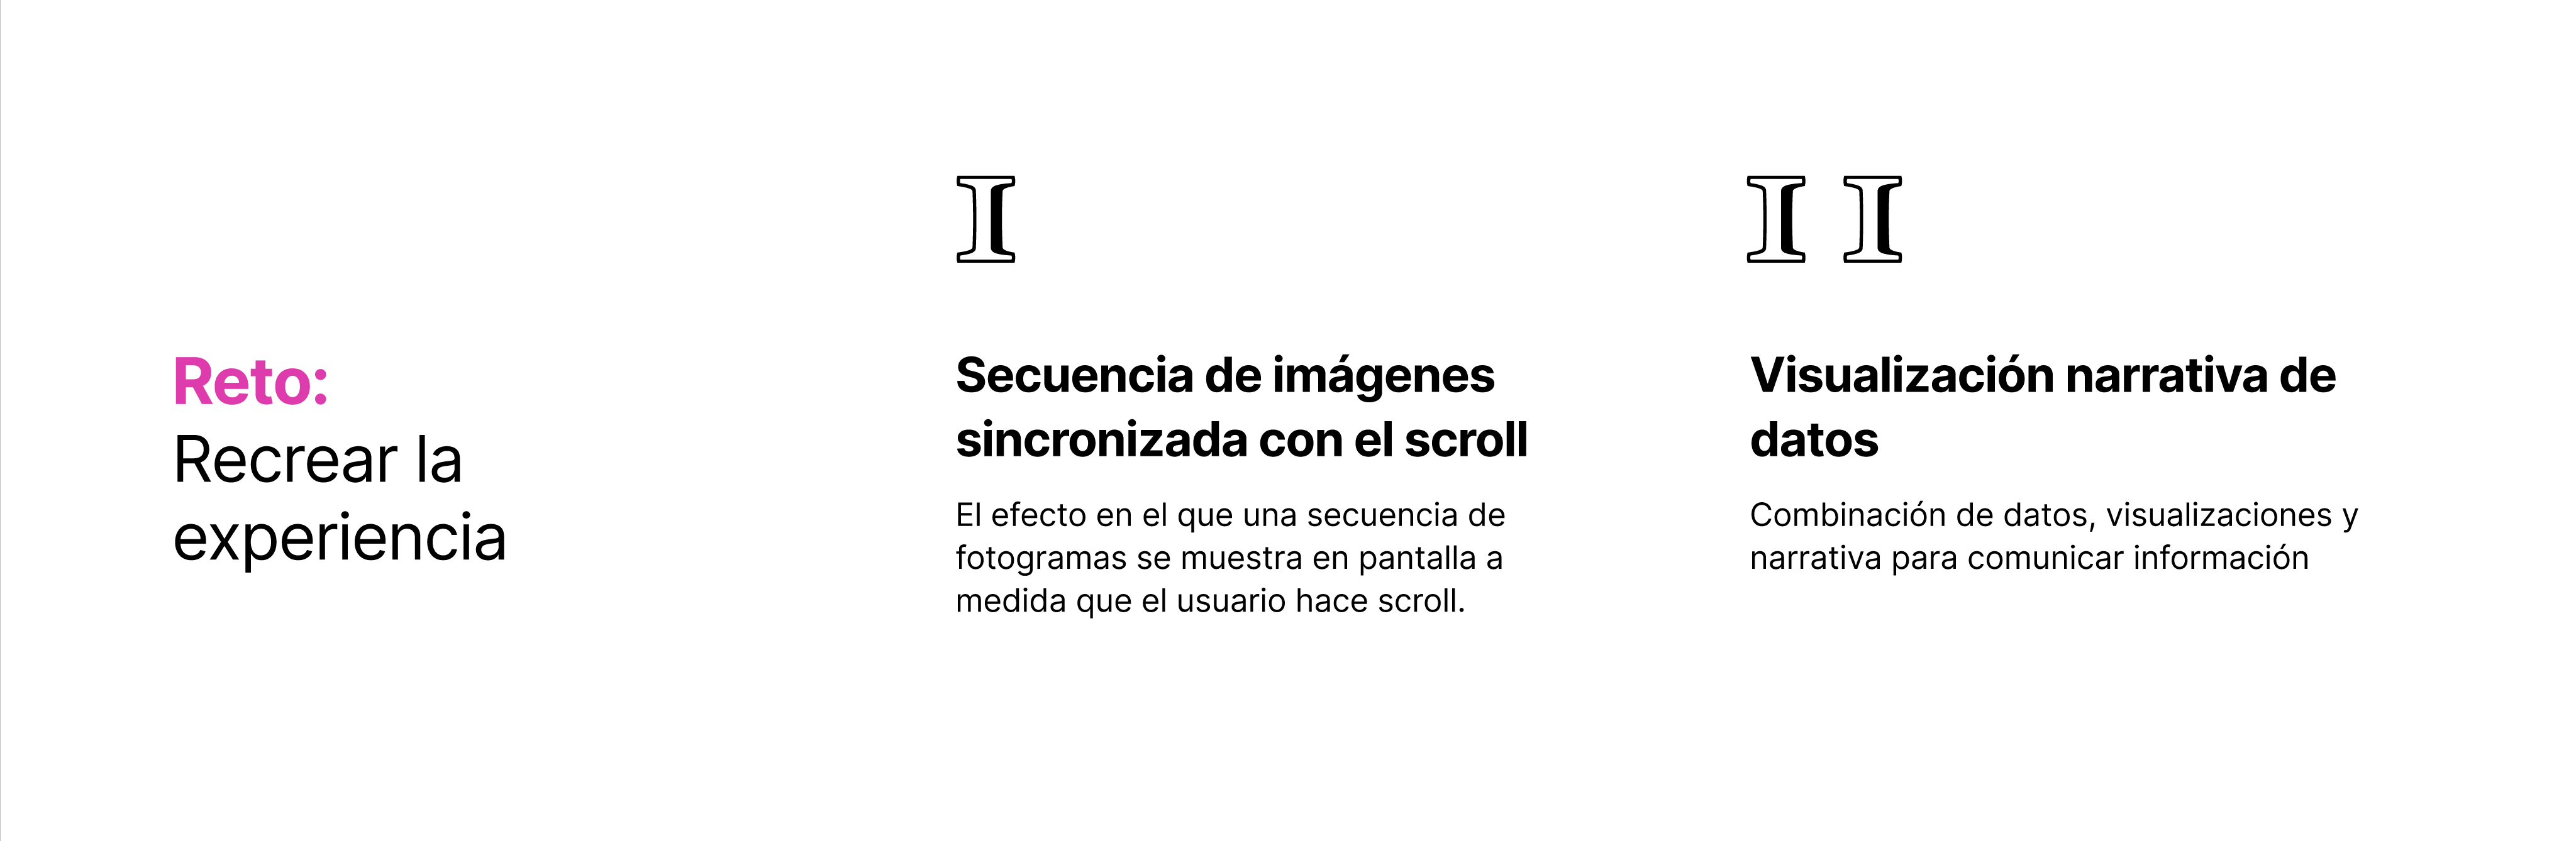 Reto:
Recrear la
experiencia
I
Secuencia de imágenes
sincronizada con el scroll
El efecto en el que una secuencia de
fotogramas se muestra en pantalla a
medida que el usuario hace scroll.
I I
Visualización narrativa de
datos
Combinación de datos, visualizaciones y
narrativa para comunicar información